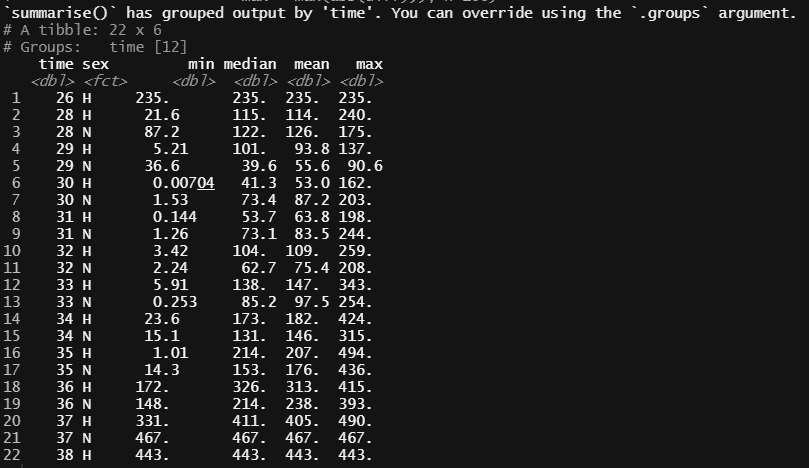 `summarise()` has grouped output by 'time'. You can override using the `.groups` argument.
# A tibble: 22 x 6
# Groups:   time [12]
    time sex         min median  mean   max
   <dbl> <fct>     <dbl>  <dbl> <dbl> <dbl>
 1    26 H     235.       235.  235.  235.
 2    28 H      21.6      115.  114.  240.
 3    28 N      87.2      122.  126.  175.
 4    29 H       5.21     101.   93.8 137.
 5    29 N      36.6       39.6  55.6  90.6
 6    30 H       0.00704   41.3  53.0 162.
 7    30 N       1.53      73.4  87.2 203.
 8    31 H       0.144     53.7  63.8 198.
 9    31 N       1.26      73.1  83.5 244.
10    32 H       3.42     104.  109.  259.
11    32 N       2.24      62.7  75.4 208.
12    33 H       5.91     138.  147.  343.
13    33 N       0.253     85.2  97.5 254.
14    34 H      23.6      173.  182.  424.
15    34 N      15.1      131.  146.  315.
16    35 H       1.01     214.  207.  494.
17    35 N      14.3      153.  176.  436.
18    36 H     172.       326.  313.  415.
19    36 N     148.       214.  238.  393.
20    37 H     331.       411.  405.  490.
21    37 N     467.       467.  467.  467.
22    38 H     443.       443.  443.  443.